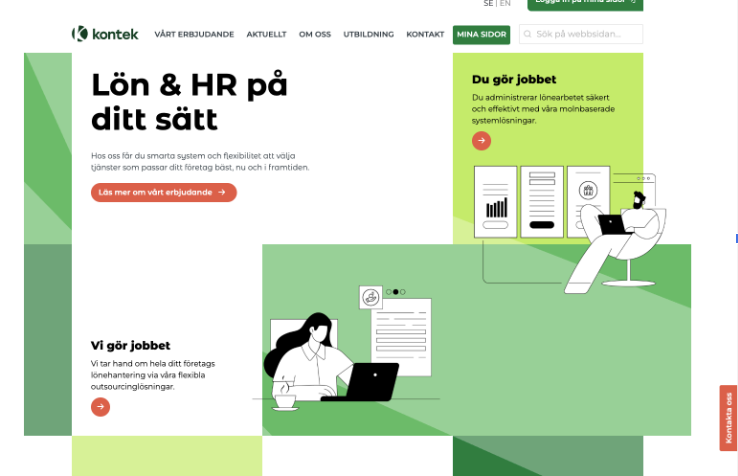 SE | EN
Logga in på mina sidor
kontek
VÅRT ERBJUDANDE
AKTUELLT
OM OSS
UTBILDNING
KONTAKT
MINA SIDOR
Sök på webbsidan...
Lön & HR på
ditt sätt
Hos oss får du smarta system och flexibilitet att välja
tjänster som passar ditt företag bäst, nu och i framtiden.
Läs mer om vårt erbjudande →
Du gör jobbet
Du administrerar lönearbetet säkert
och effektivt med våra molnbaserade
systemlösningar.
→
Vi gör jobbet
Vi tar hand om hela ditt företags
lönehantering via våra flexibla
outsourcinglösningar.
→
Kontakta oss